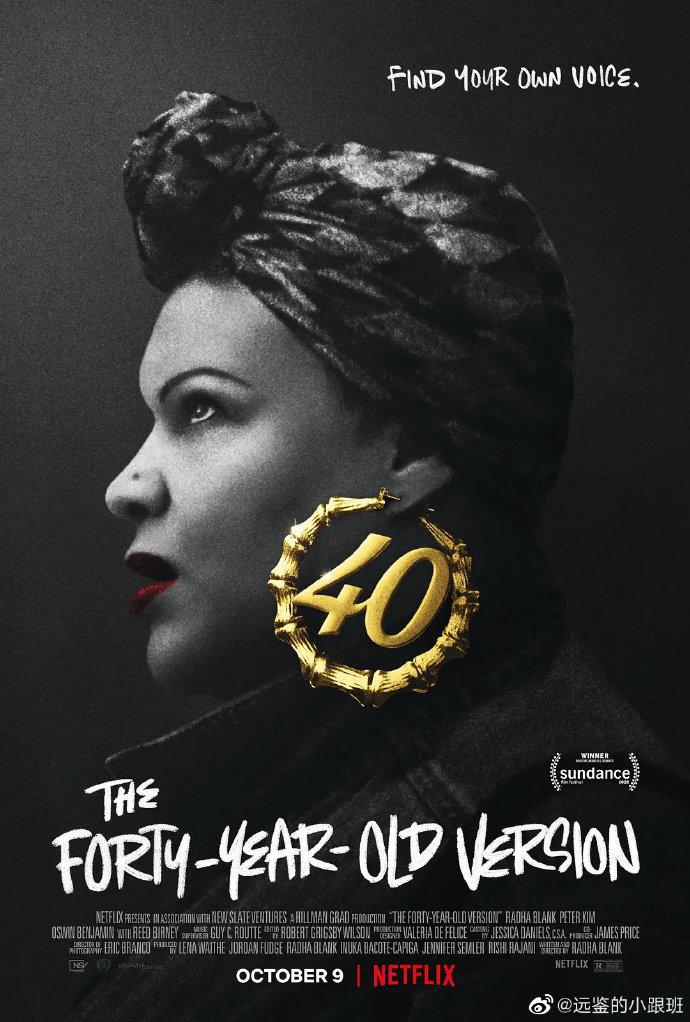 FIND YOUR OWN VOICE.
40
WINNER
sundance
film festival 2020
THE
FORTY-YEAR-OLD VERSION
NETFLIX PRESENTS IN ASSOCIATION WITH NEW SLATE VENTURES A HILLMAN GRAD PRODUCTION "THE FORTY-YEAR-OLD VERSION" RADHA BLANK PETER KIM
OSWIN BENJAMIN WITH REED BIRNEY MUSIC SUPERVISOR GUY C. ROUTTE EDITED BY ROBERT GRIGSBY WILSON PRODUCTION DESIGNER VALERIA DE FELICE CASTING BY JESSICA DANIELS, C.S.A. CO-PRODUCER JAMES PRICE
DIRECTOR OF PHOTOGRAPHY ERIC BRANCO PRODUCED BY LENA WAITHE JORDAN FUDGE RADHA BLANK INUKA BACOTE-CAPIGA JENNIFER SEMLER RISHI RAJANI WRITTEN AND DIRECTED BY RADHA BLANK
NSV NETFLIX R
OCTOBER 9 | NETFLIX
@远鉴的小跟班